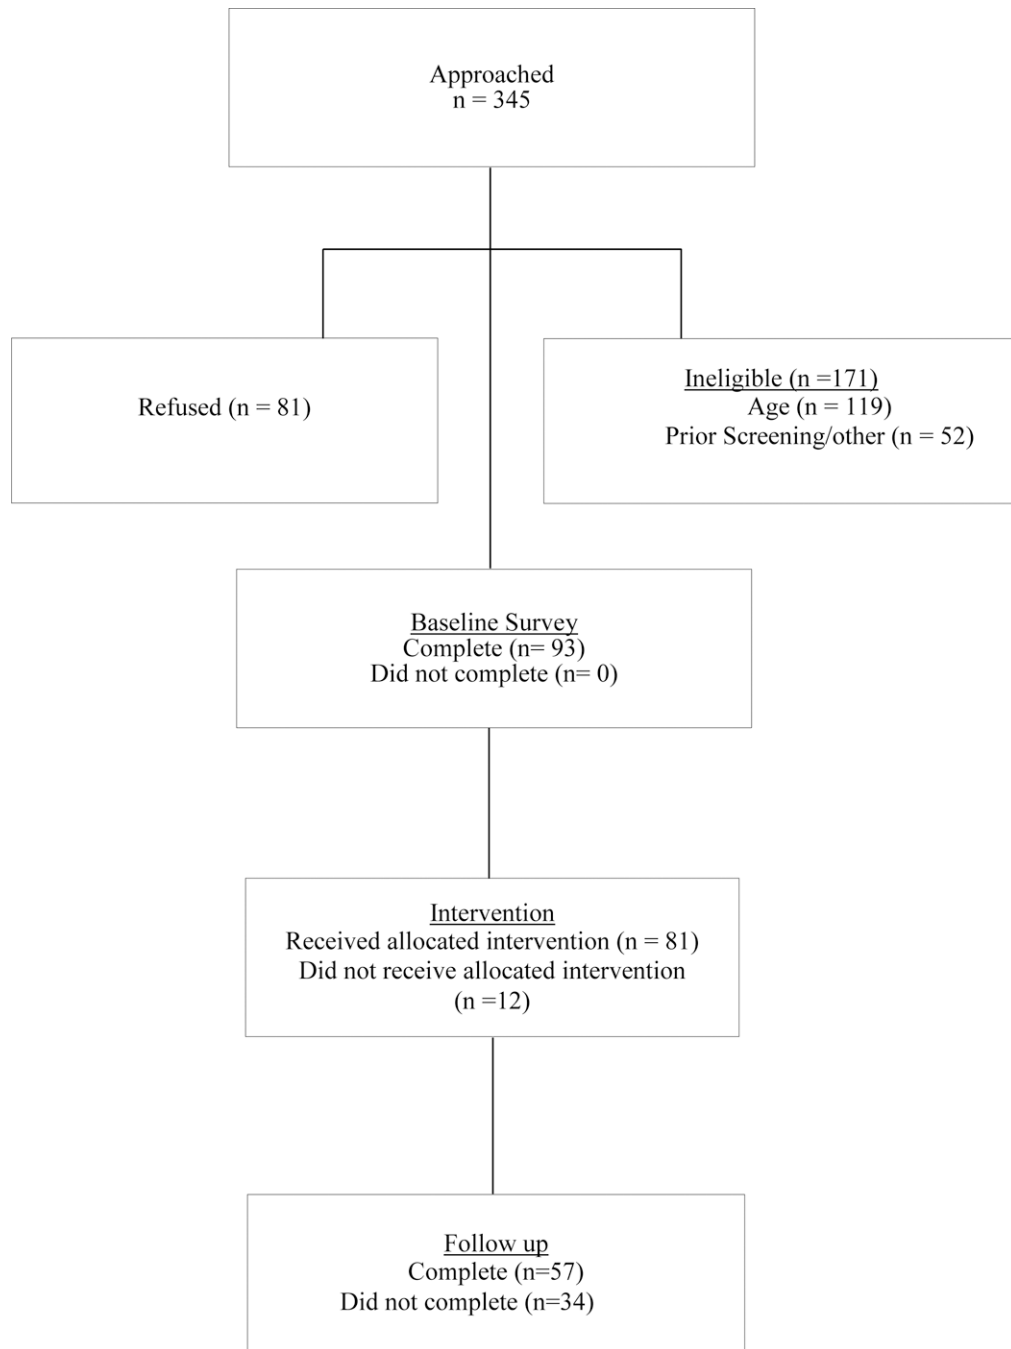 Approached
n = 345
Refused (n = 81)
Ineligible (n =171)
Age (n = 119)
Prior Screening/other (n = 52)
Baseline Survey
Complete (n= 93)
Did not complete (n= 0)
Intervention
Received allocated intervention (n = 81)
Did not receive allocated intervention
(n =12)
Follow up
Complete (n=57)
Did not complete (n=34)